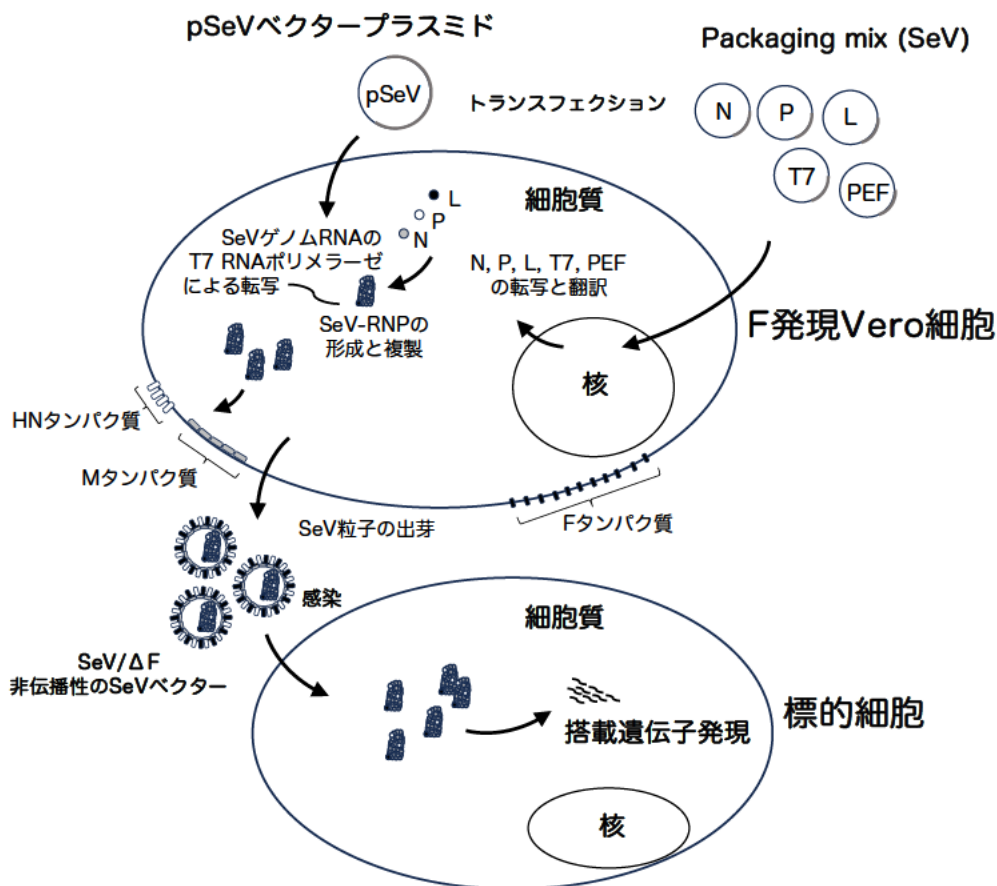 pSeVベクタープラスミド
Packaging mix (SeV)
pSeV
トランスフェクション
N
P
L
T7
PEF
細胞質
L
P
N
SeVゲノムRNAの
T7 RNAポリメラーゼ
による転写
N, P, L, T7, PEF
の転写と翻訳
SeV-RNPの
形成と複製
F発現Vero細胞
核
HNタンパク質
Mタンパク質
Fタンパク質
SeV粒子の出芽
感染
SeV/ΔF
非伝播性のSeVベクター
細胞質
搭載遺伝子発現
標的細胞
核